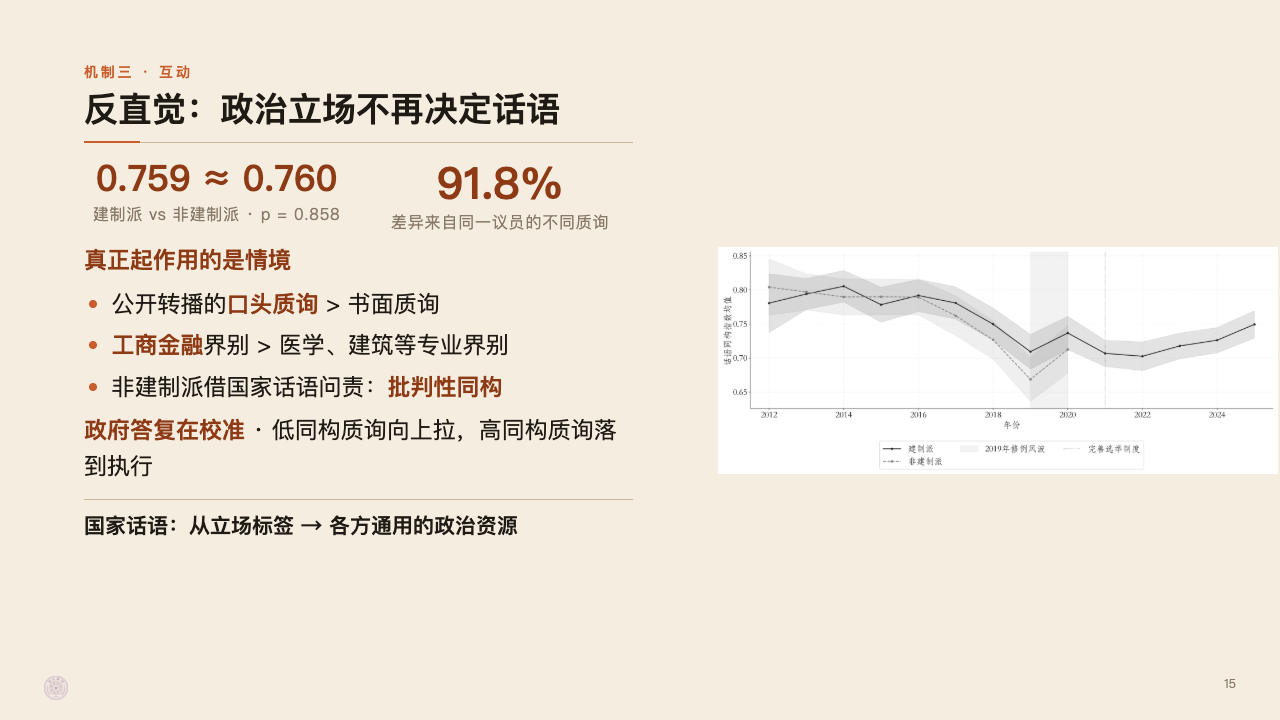 机制三 · 互动
反直觉：政治立场不再决定话语
0.759 ≈ 0.760
建制派 vs 非建制派 · p = 0.858
91.8%
差异来自同一议员的不同质询
真正起作用的是情境
• 公开转播的口头质询 > 书面质询
• 工商金融界别 > 医学、建筑等专业界别
• 非建制派借国家话语问责：批判性同构
政府答复在校准 · 低同构质询向上拉，高同构质询落
到执行
国家话语：从立场标签 → 各方通用的政治资源
话语同构指数均值
0.85
0.80
0.75
0.70
0.65
2012 2014 2016 2018 2020 2022 2024
年份
建制派 2019年修例风波 完善选举制度
非建制派
15